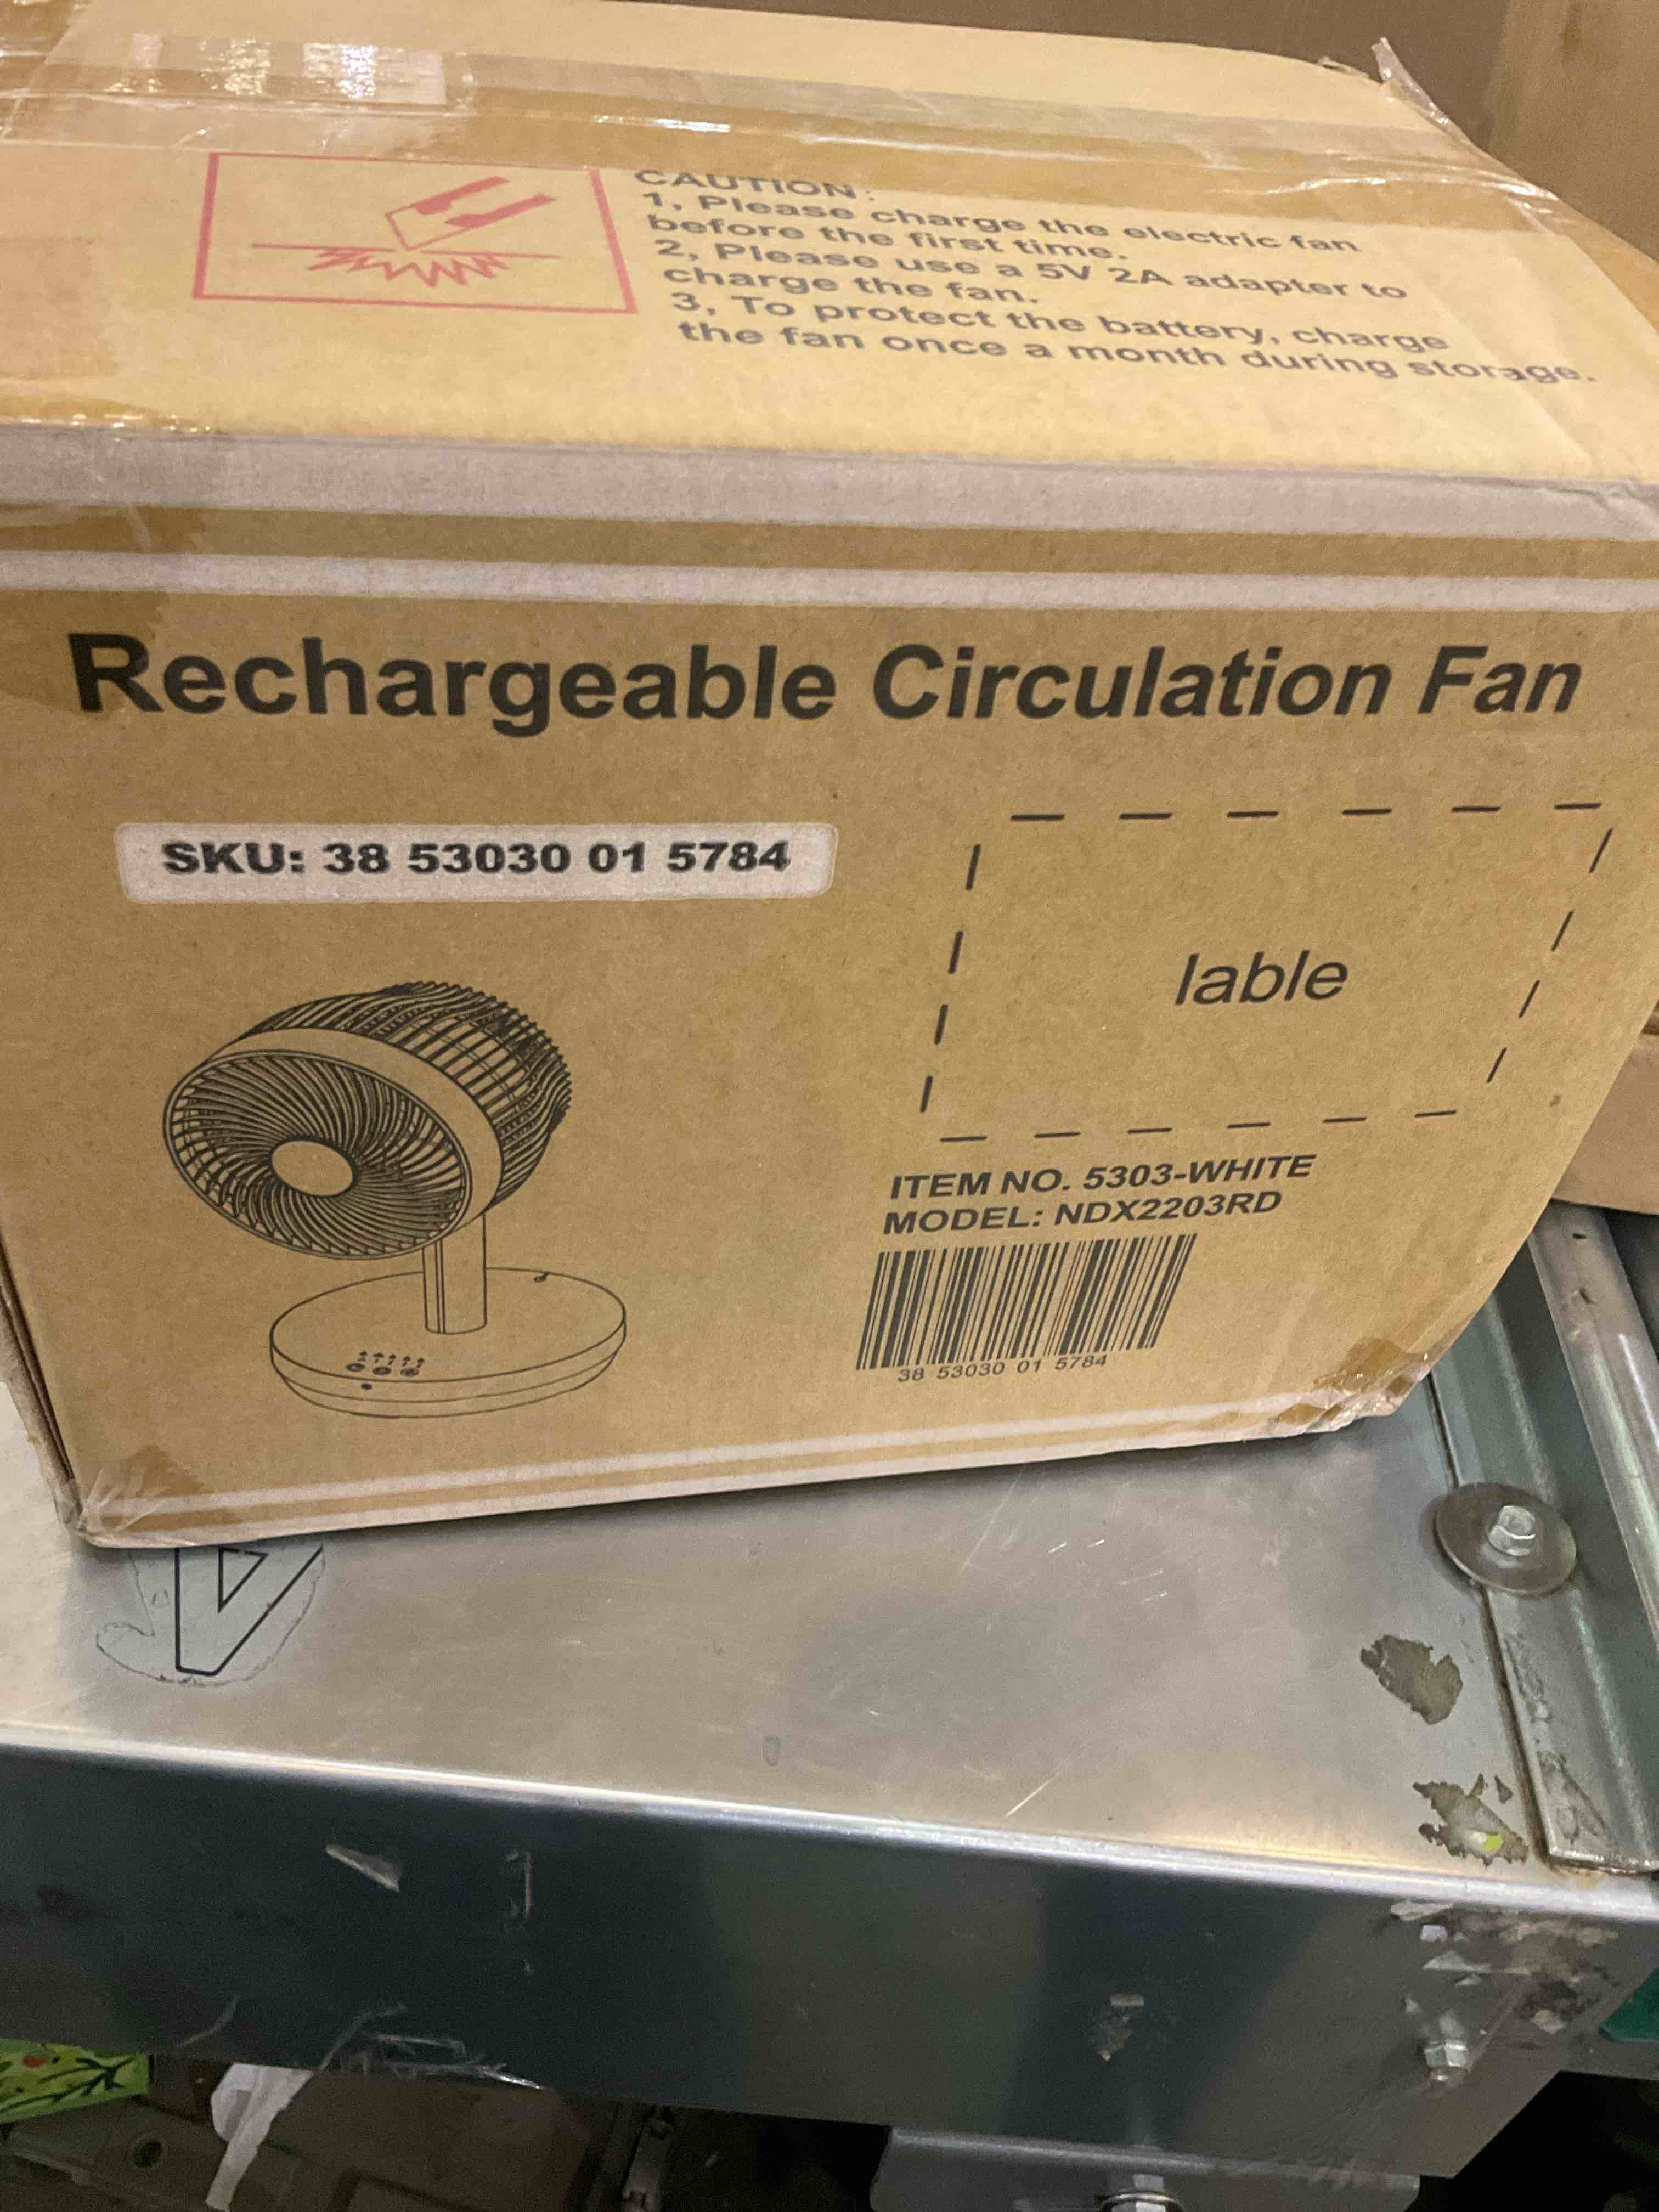 CAUTION:
1, Please charge the electric fan
before the first time.
2, Please use a 5V 2A adapter to
charge the fan.
3, To protect the battery, charge
the fan once a month during storage.
Rechargeable Circulation Fan
SKU: 38 53030 01 5784
lable
ITEM NO. 5303-WHITE
MODEL: NDX2203RD
38 53030 01 5784